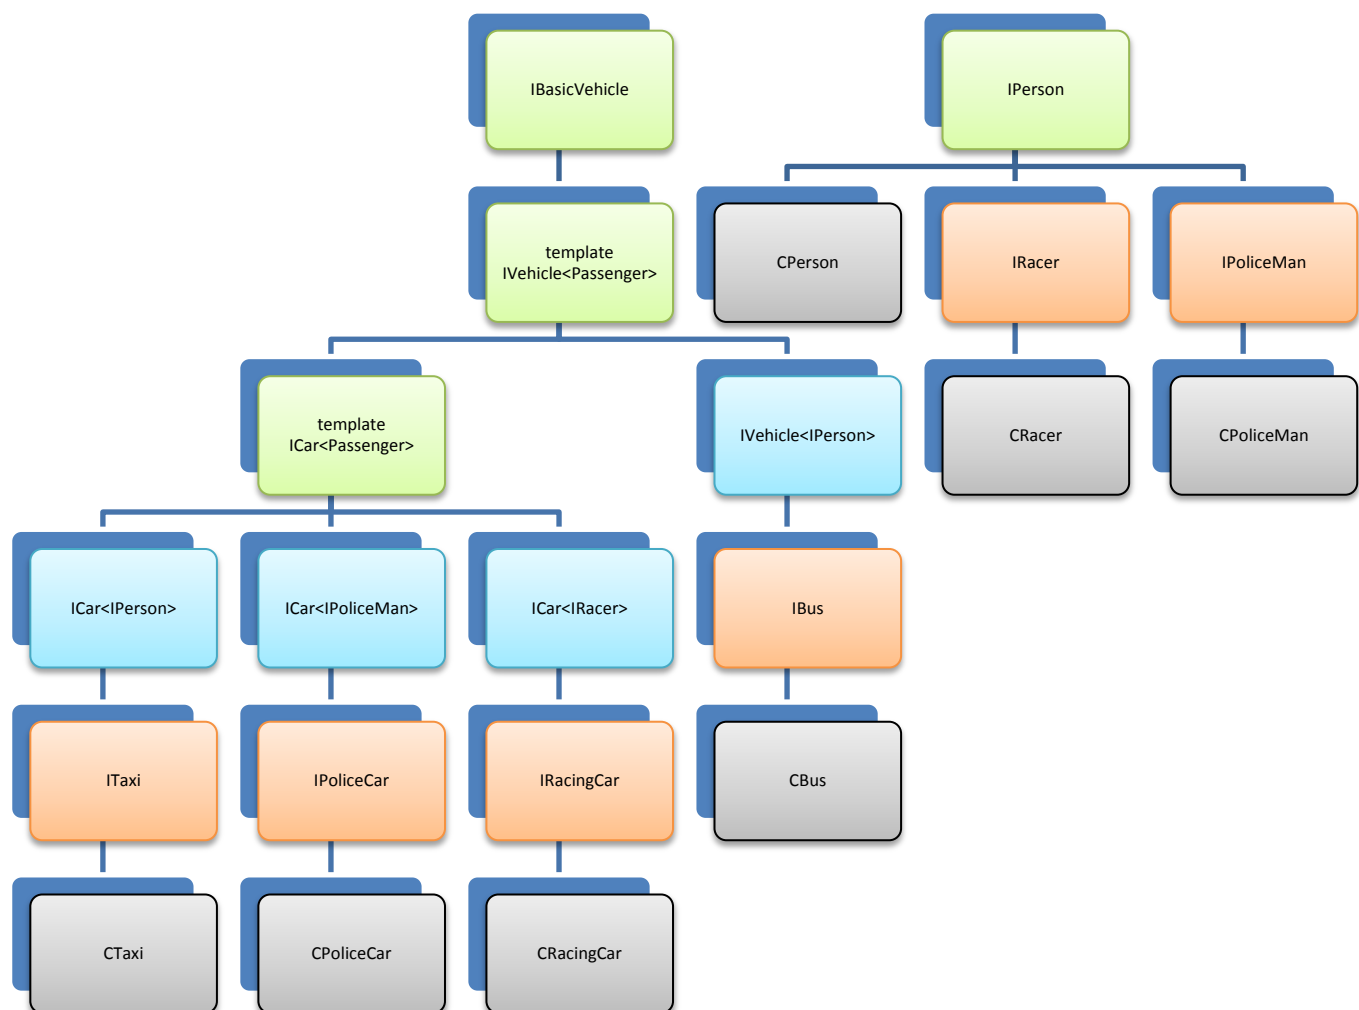 IBasicVehicle
IPerson
template
IVehicle<Passenger>
CPerson
IRacer
IPoliceMan
template
ICar<Passenger>
IVehicle<IPerson>
CRacer
CPoliceMan
ICar<IPerson>
ICar<IPoliceMan>
ICar<IRacer>
IBus
ITaxi
IPoliceCar
IRacingCar
CBus
CTaxi
CPoliceCar
CRacingCar